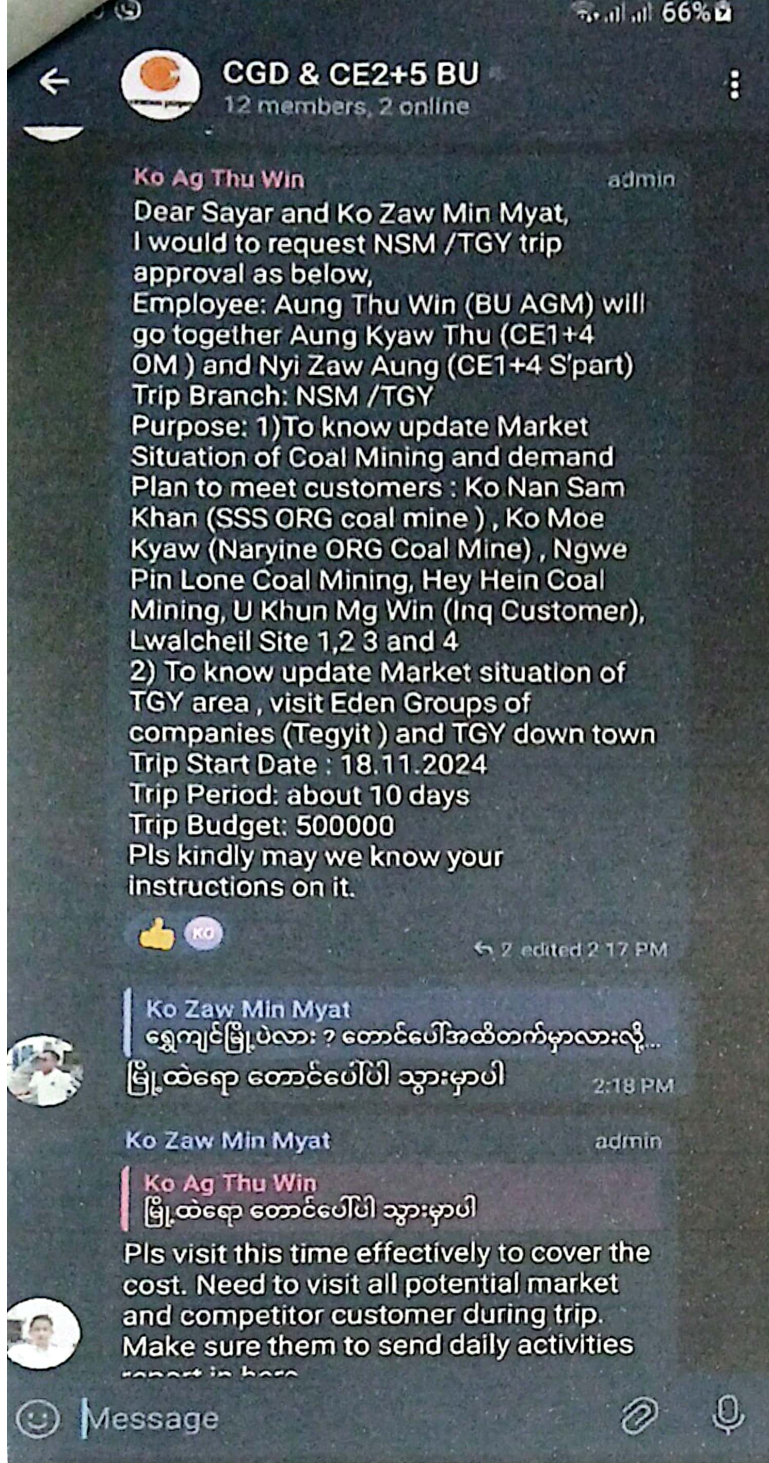 66%
CGD & CE2+5 BU
12 members, 2 online
Ko Ag Thu Win admin
Dear Sayar and Ko Zaw Min Myat,
I would to request NSM /TGY trip
approval as below,
Employee: Aung Thu Win (BU AGM) will
go together Aung Kyaw Thu (CE1+4
OM ) and Nyi Zaw Aung (CE1+4 S'part)
Trip Branch: NSM /TGY
Purpose: 1)To know update Market
Situation of Coal Mining and demand
Plan to meet customers : Ko Nan Sam
Khan (SSS ORG coal mine ) , Ko Moe
Kyaw (Naryine ORG Coal Mine) , Ngwe
Pin Lone Coal Mining, Hey Hein Coal
Mining, U Khun Mg Win (Inq Customer),
Lwalcheil Site 1,2 3 and 4
2) To know update Market situation of
TGY area , visit Eden Groups of
companies (Tegyit ) and TGY down town
Trip Start Date : 18.11.2024
Trip Period: about 10 days
Trip Budget: 500000
Pls kindly may we know your
instructions on it.
KO
2 edited 2:17 PM
Ko Zaw Min Myat
ရွှေကျင်မြို့ပဲလား ? တောင်ပေါ်အထိတက်မှာလားလို့...
မြို့ထဲရော တောင်ပေါ်ပါ သွားမှာပါ 2:18 PM
Ko Zaw Min Myat admin
Ko Ag Thu Win
မြို့ထဲရော တောင်ပေါ်ပါ သွားမှာပါ
Pls visit this time effectively to cover the
cost. Need to visit all potential market
and competitor customer during trip.
Make sure them to send daily activities
report in here
Message